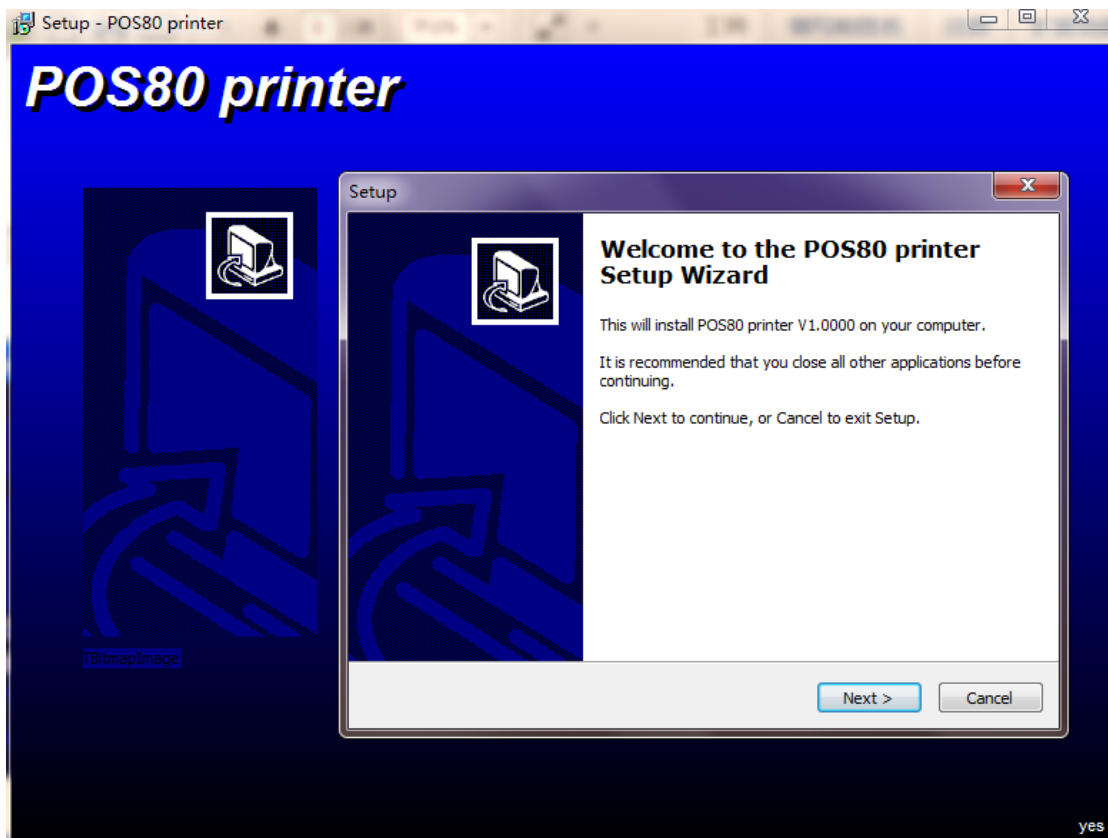 Setup - POS80 printer
POS80 printer
Setup
Welcome to the POS80 printer
Setup Wizard
This will install POS80 printer V1.0000 on your computer.
It is recommended that you close all other applications before
continuing.
Click Next to continue, or Cancel to exit Setup.
TBitmapImage
Next >
Cancel
yes